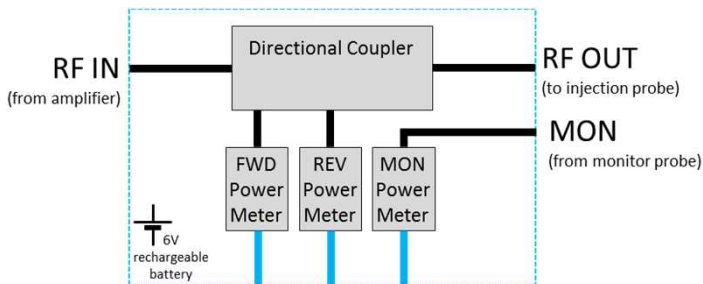 Directional Coupler
RF IN
(from amplifier)
RF OUT
(to injection probe)
MON
(from monitor probe)
FWD
Power
Meter
REV
Power
Meter
MON
Power
Meter
6V
rechargeable
battery